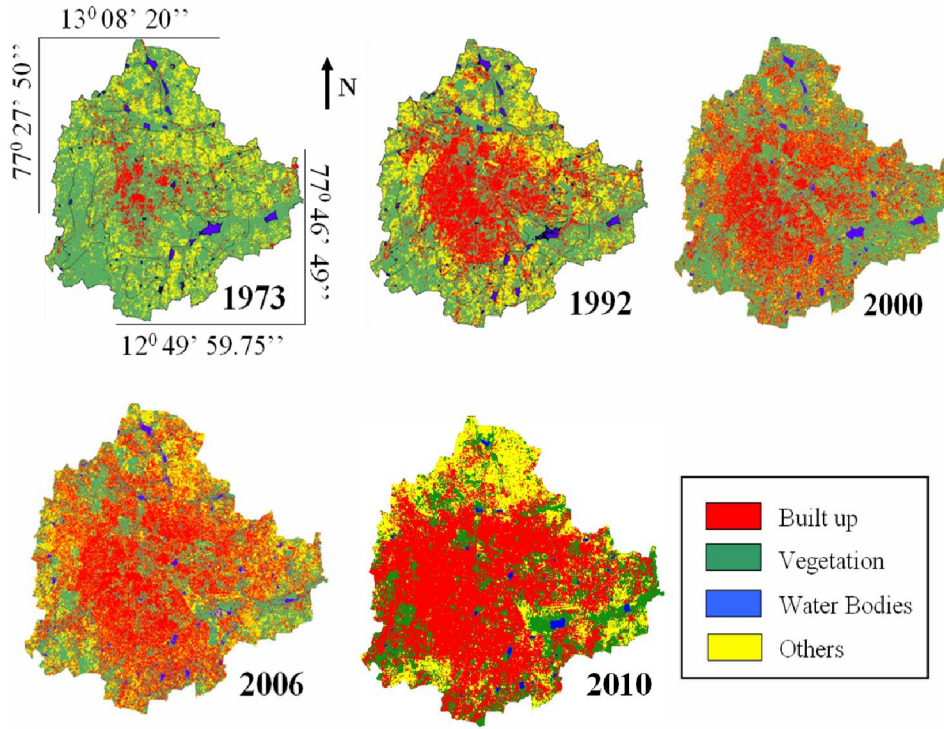 13⁰ 08’ 20’’
77⁰ 27’ 50’’
N
77⁰ 46’ 49’’
1973
12⁰ 49’ 59.75’’
1992
2000
2006
2010
Built up
Vegetation
Water Bodies
Others